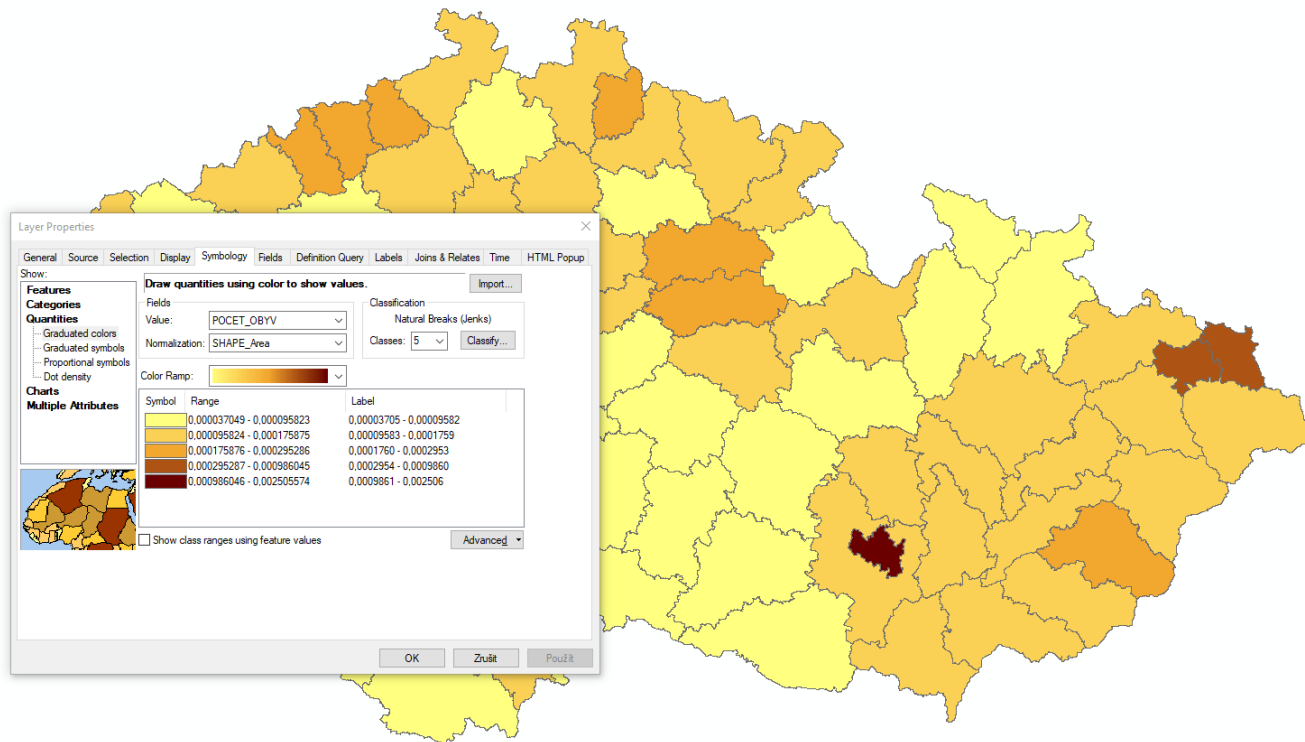 Layer Properties
General Source Selection Display Symbology Fields Definition Query Labels Joins & Relates Time HTML Popup
Show:
Features
Categories
Quantities
Graduated colors
Graduated symbols
Proportional symbols
Dot density
Charts
Multiple Attributes
Draw quantities using color to show values.
Import...
Fields
Value: POCET_OBYV
Normalization: SHAPE_Area
Classification
Natural Breaks (Jenks)
Classes: 5 Classify...
Color Ramp:
Symbol Range Label
0,000037049 - 0,000095823 0,00003705 - 0,00009582
0,000095824 - 0,000175875 0,00009583 - 0,0001759
0,000175876 - 0,000295286 0,0001760 - 0,0002953
0,000295287 - 0,000986045 0,0002954 - 0,0009860
0,000986046 - 0,002505574 0,0009861 - 0,002506
Show class ranges using feature values
Advanced
OK Zrušit Použít